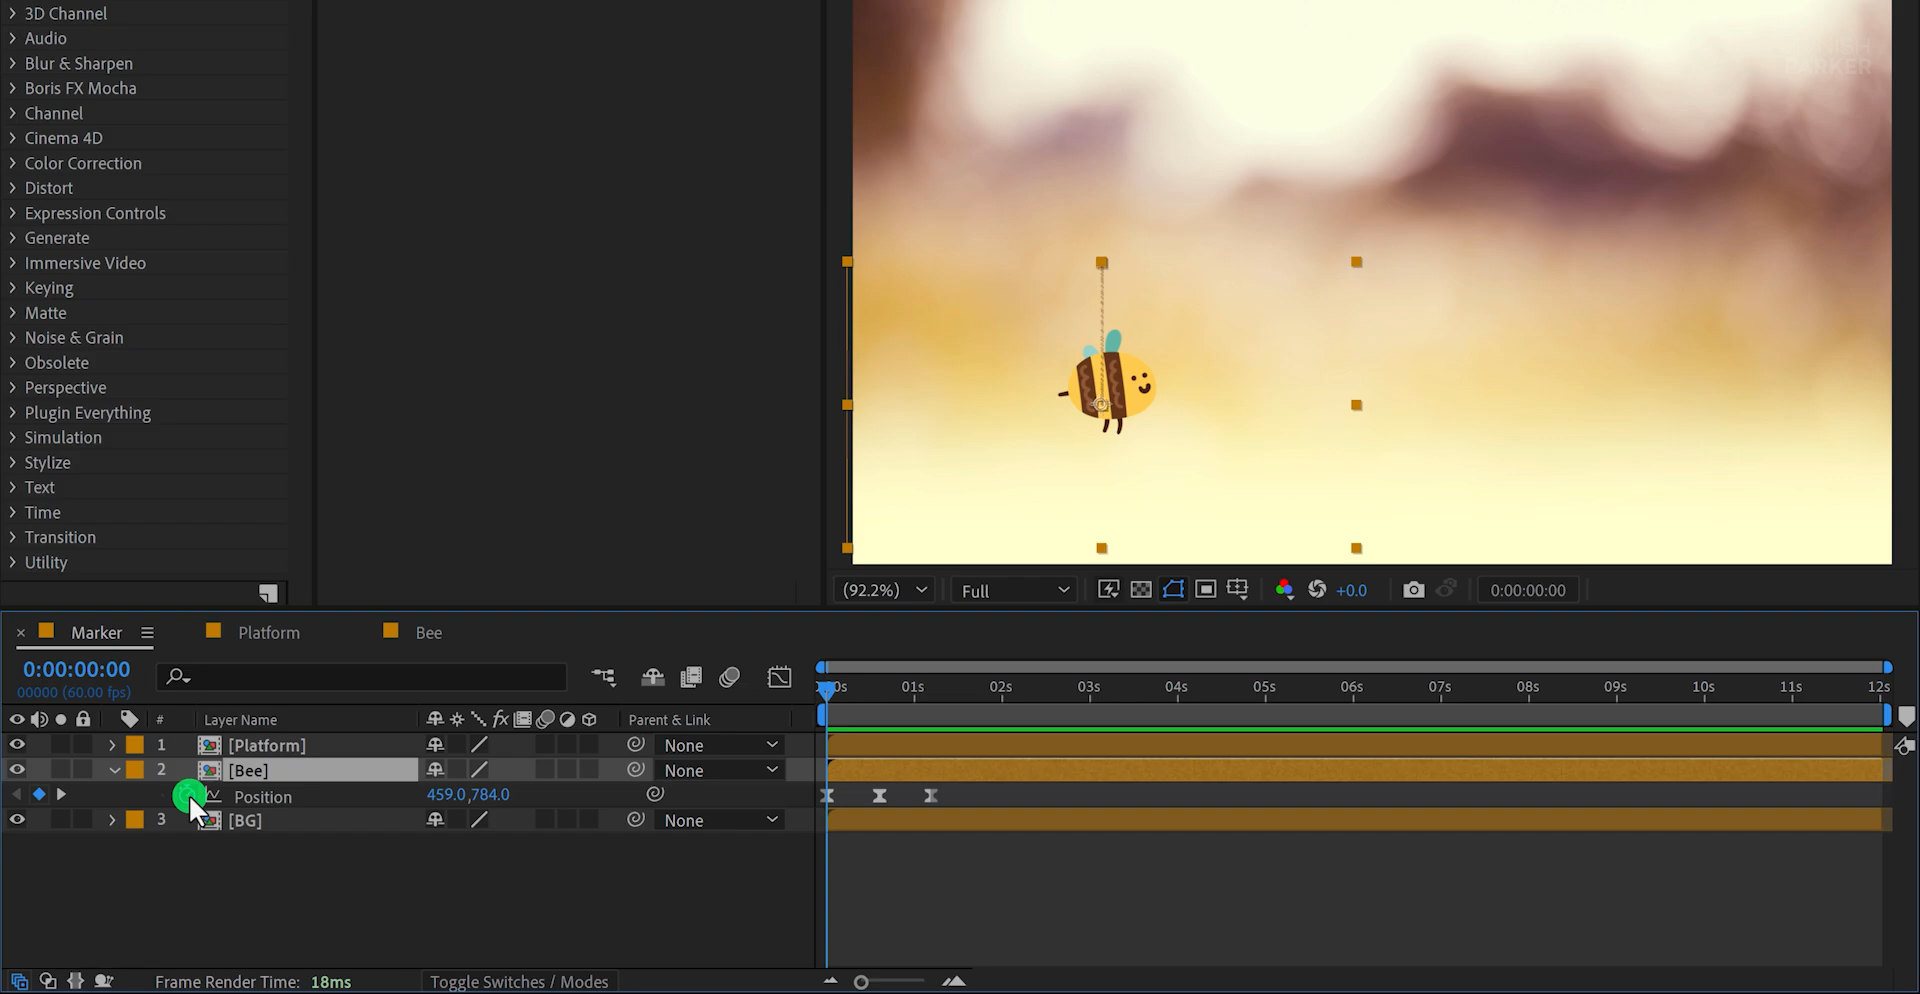 3D Channel
Audio
Blur & Sharpen
Boris FX Mocha
Channel
Cinema 4D
Color Correction
Distort
Expression Controls
Generate
Immersive Video
Keying
Matte
Noise & Grain
Obsolete
Perspective
Plugin Everything
Simulation
Stylize
Text
Time
Transition
Utility
PARKER
(92.2%) Full +0.0 0:00:00:00
× Marker Platform Bee
0:00:00:00
00000 (60.00 fps)
0s 01s 02s 03s 04s 05s 06s 07s 08s 09s 10s 11s 12s
# Layer Name fx Parent & Link
1 [Platform] None
2 [Bee] None
Position 459.0,784.0
3 [BG] None
Frame Render Time: 18ms Toggle Switches / Modes